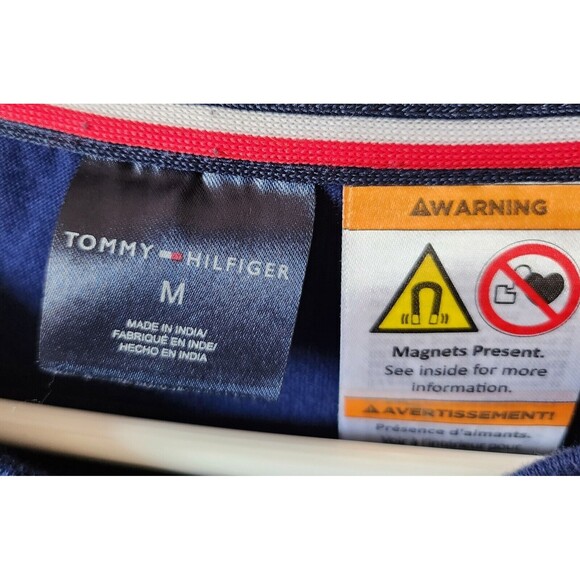 TOMMY HILFIGER
M
MADE IN INDIA/
FABRIQUÉ EN INDE/
HECHO EN INDIA
WARNING
Magnets Present.
See inside for more
information.
AVERTISSEMENT!
Présence d'aimants.